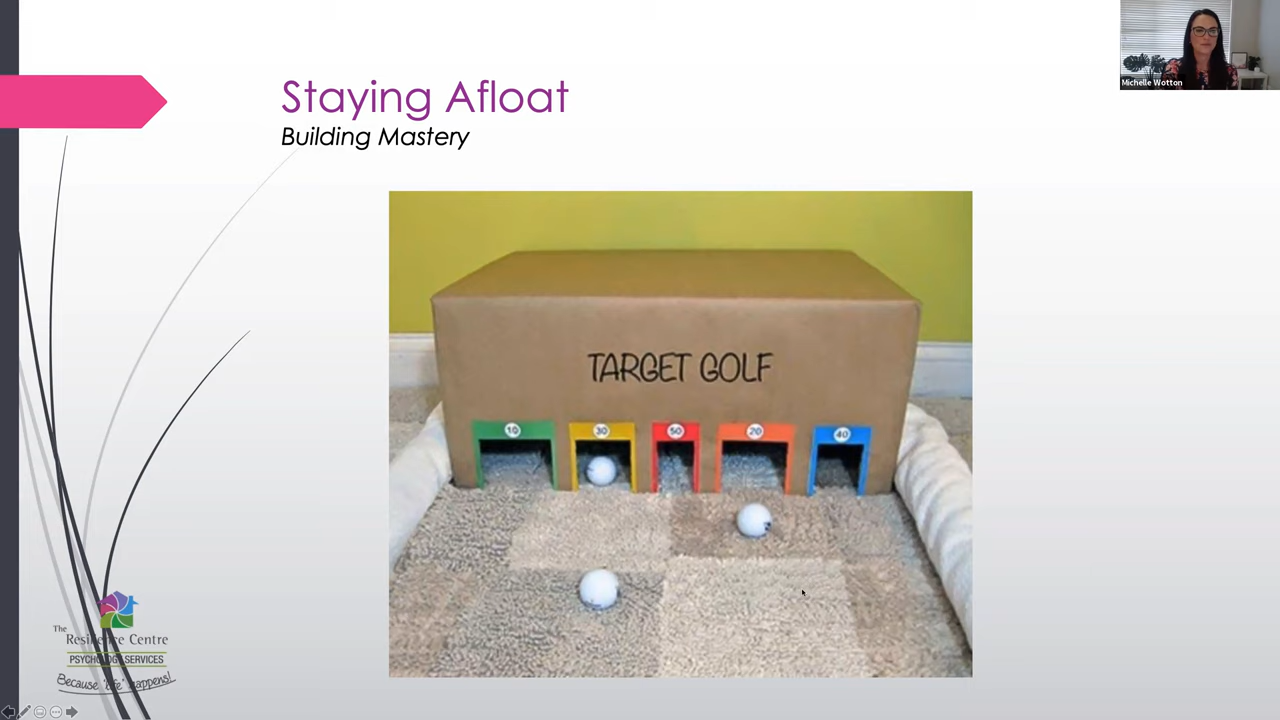 Staying Afloat
Building Mastery
Michelle Wotton
TARGET GOLF
10 30 50 20 40
The
Resilience Centre
PSYCHOLOGY SERVICES
Because 'life' happens!